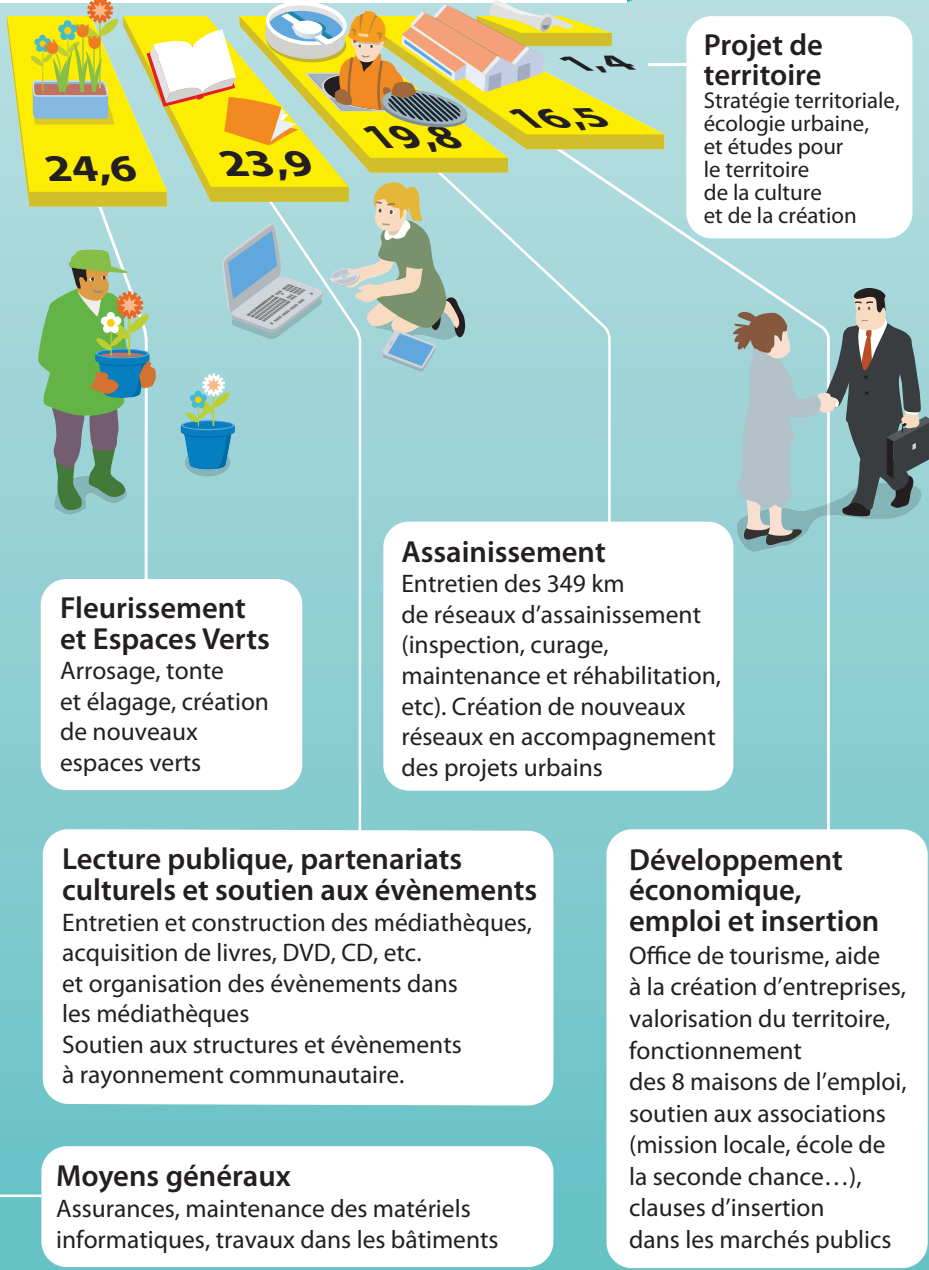 24,6
23,9
19,8
16,5
1,4
Projet de
territoire
Stratégie territoriale,
écologie urbaine,
et études pour
le territoire
de la culture
et de la création
Assainissement
Entretien des 349 km
de réseaux d'assainissement
(inspection, curage,
maintenance et réhabilitation,
etc). Création de nouveaux
réseaux en accompagnement
des projets urbains
Fleurissement
et Espaces Verts
Arrosage, tonte
et élagage, création
de nouveaux
espaces verts
Lecture publique, partenariats
culturels et soutien aux évènements
Entretien et construction des médiathèques,
acquisition de livres, DVD, CD, etc.
et organisation des évènements dans
les médiathèques
Soutien aux structures et évènements
à rayonnement communautaire.
Développement
économique,
emploi et insertion
Office de tourisme, aide
à la création d'entreprises,
valorisation du territoire,
fonctionnement
des 8 maisons de l'emploi,
soutien aux associations
(mission locale, école de
la seconde chance…),
clauses d'insertion
dans les marchés publics
Moyens généraux
Assurances, maintenance des matériels
informatiques, travaux dans les bâtiments